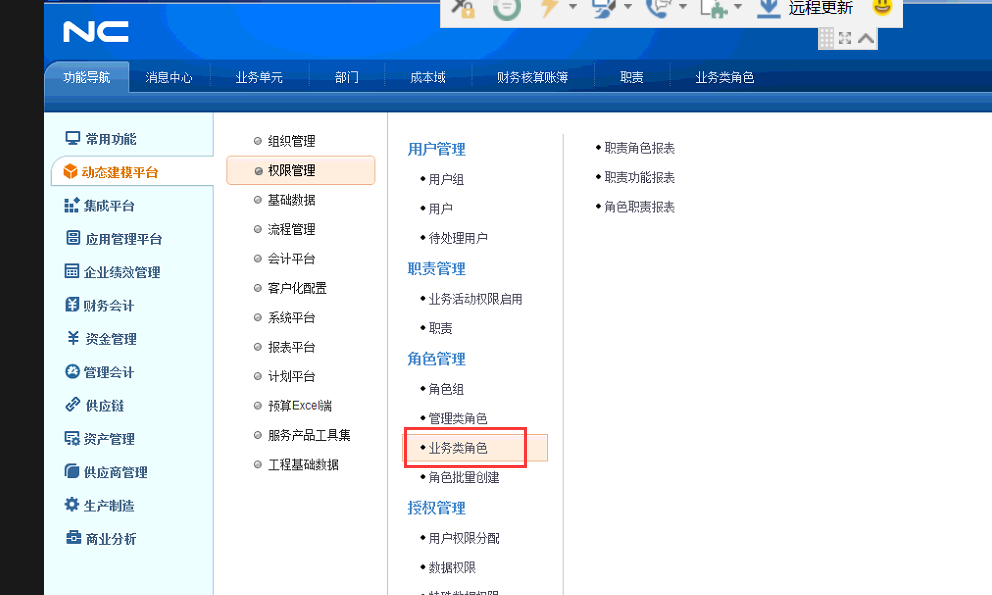 远程更新
NC
功能导航
消息中心
业务单元
部门
成本域
财务核算账簿
职责
业务类角色
常用功能
动态建模平台
集成平台
应用管理平台
企业绩效管理
财务会计
资金管理
管理会计
供应链
资产管理
供应商管理
生产制造
商业分析
组织管理
权限管理
基础数据
流程管理
会计平台
客户化配置
系统平台
报表平台
计划平台
预算Excel端
服务产品工具集
工程基础数据
用户管理
用户组
用户
待处理用户
职责管理
业务活动权限启用
职责
角色管理
角色组
管理类角色
业务类角色
角色批量创建
授权管理
用户权限分配
数据权限
特殊数据权限
职责角色报表
职责功能报表
角色职责报表